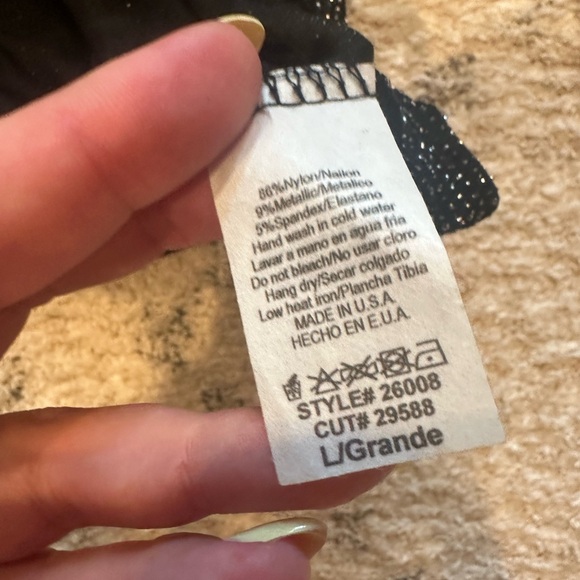 86%Nylon/Nailon
9%Metallic/Metalico
5%Spandex/Elastano
Hand wash in cold water
Lavar a mano en agua fria
Do not bleach/No usar cloro
Hang dry/Secar colgado
Low heat iron/Plancha Tibia
MADE IN U.S.A.
HECHO EN E.U.A.
STYLE# 26008
CUT# 29588
L/Grande